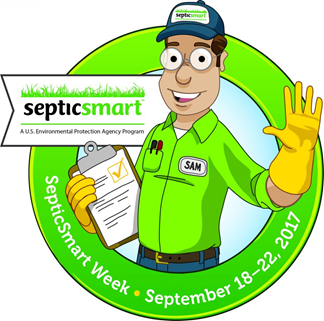 septicsmart
septicsmart
A U.S. Environmental Protection Agency Program
SAM
SepticSmart Week • September 18–22, 2017